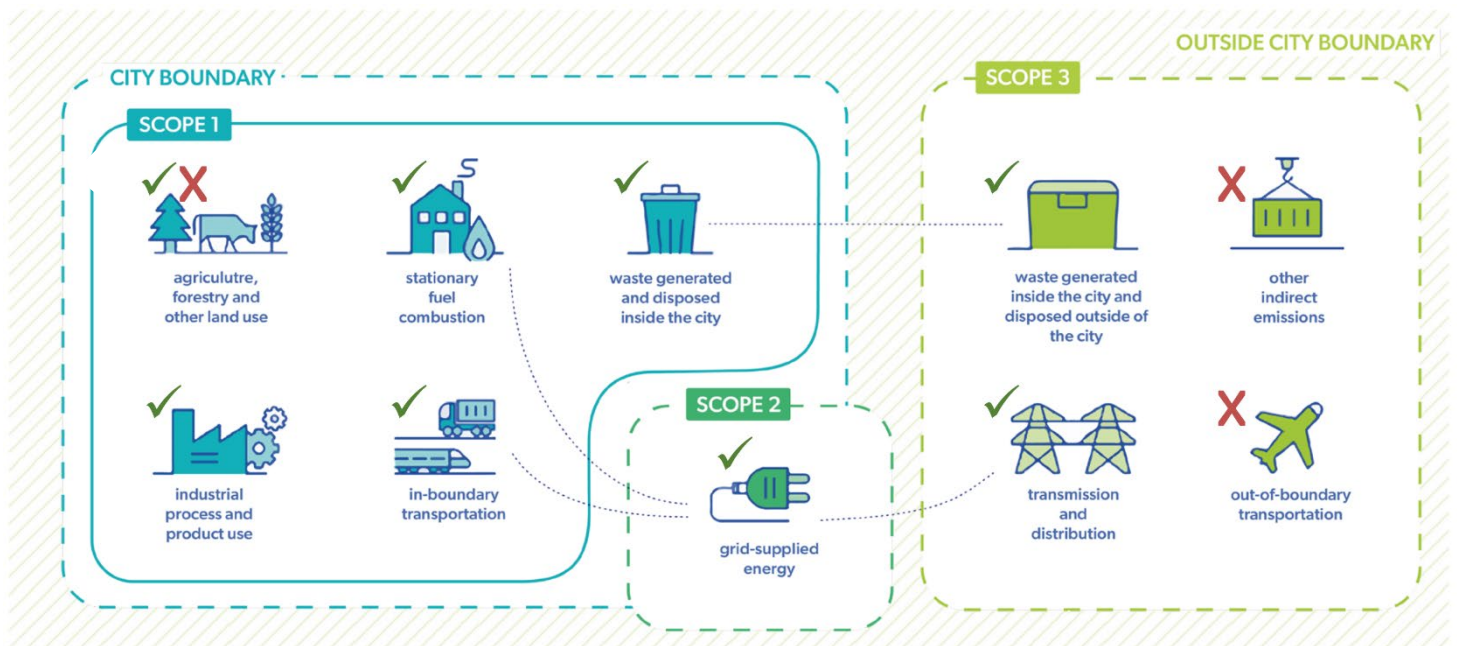 OUTSIDE CITY BOUNDARY
CITY BOUNDARY
SCOPE 1
agriculutre,
forestry and
other land use
stationary
fuel
combustion
waste generated
and disposed
inside the city
industrial
process and
product use
in-boundary
transportation
SCOPE 2
grid-supplied
energy
SCOPE 3
waste generated
inside the city and
disposed outside of
the city
other
indirect
emissions
transmission
and
distribution
out-of-boundary
transportation